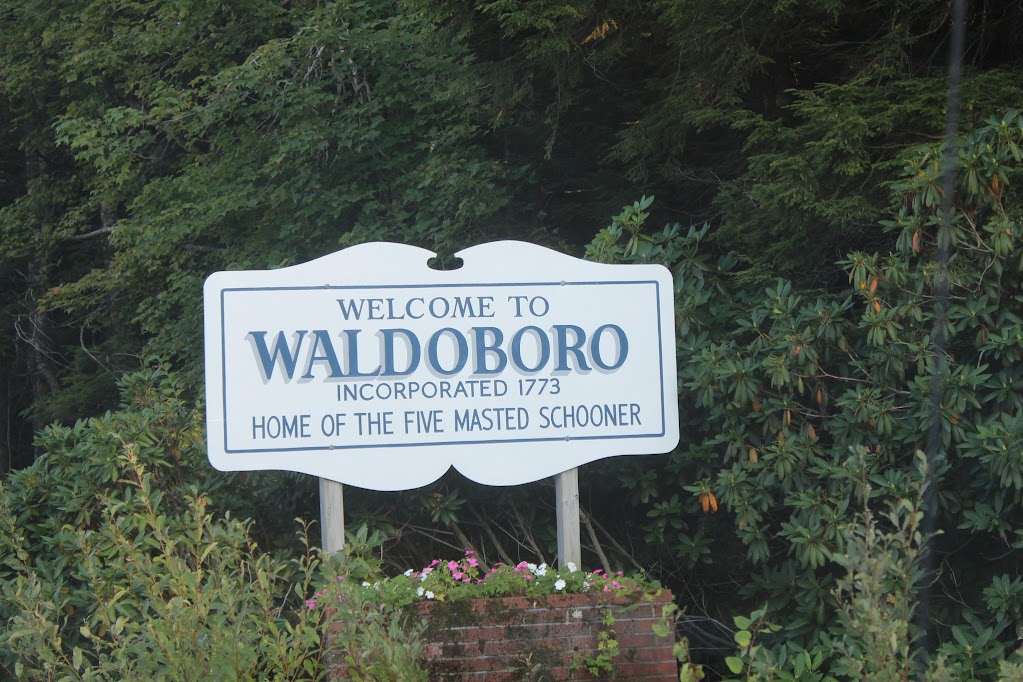 WELCOME TO
WALDOBORO
INCORPORATED 1773
HOME OF THE FIVE MASTED SCHOONER